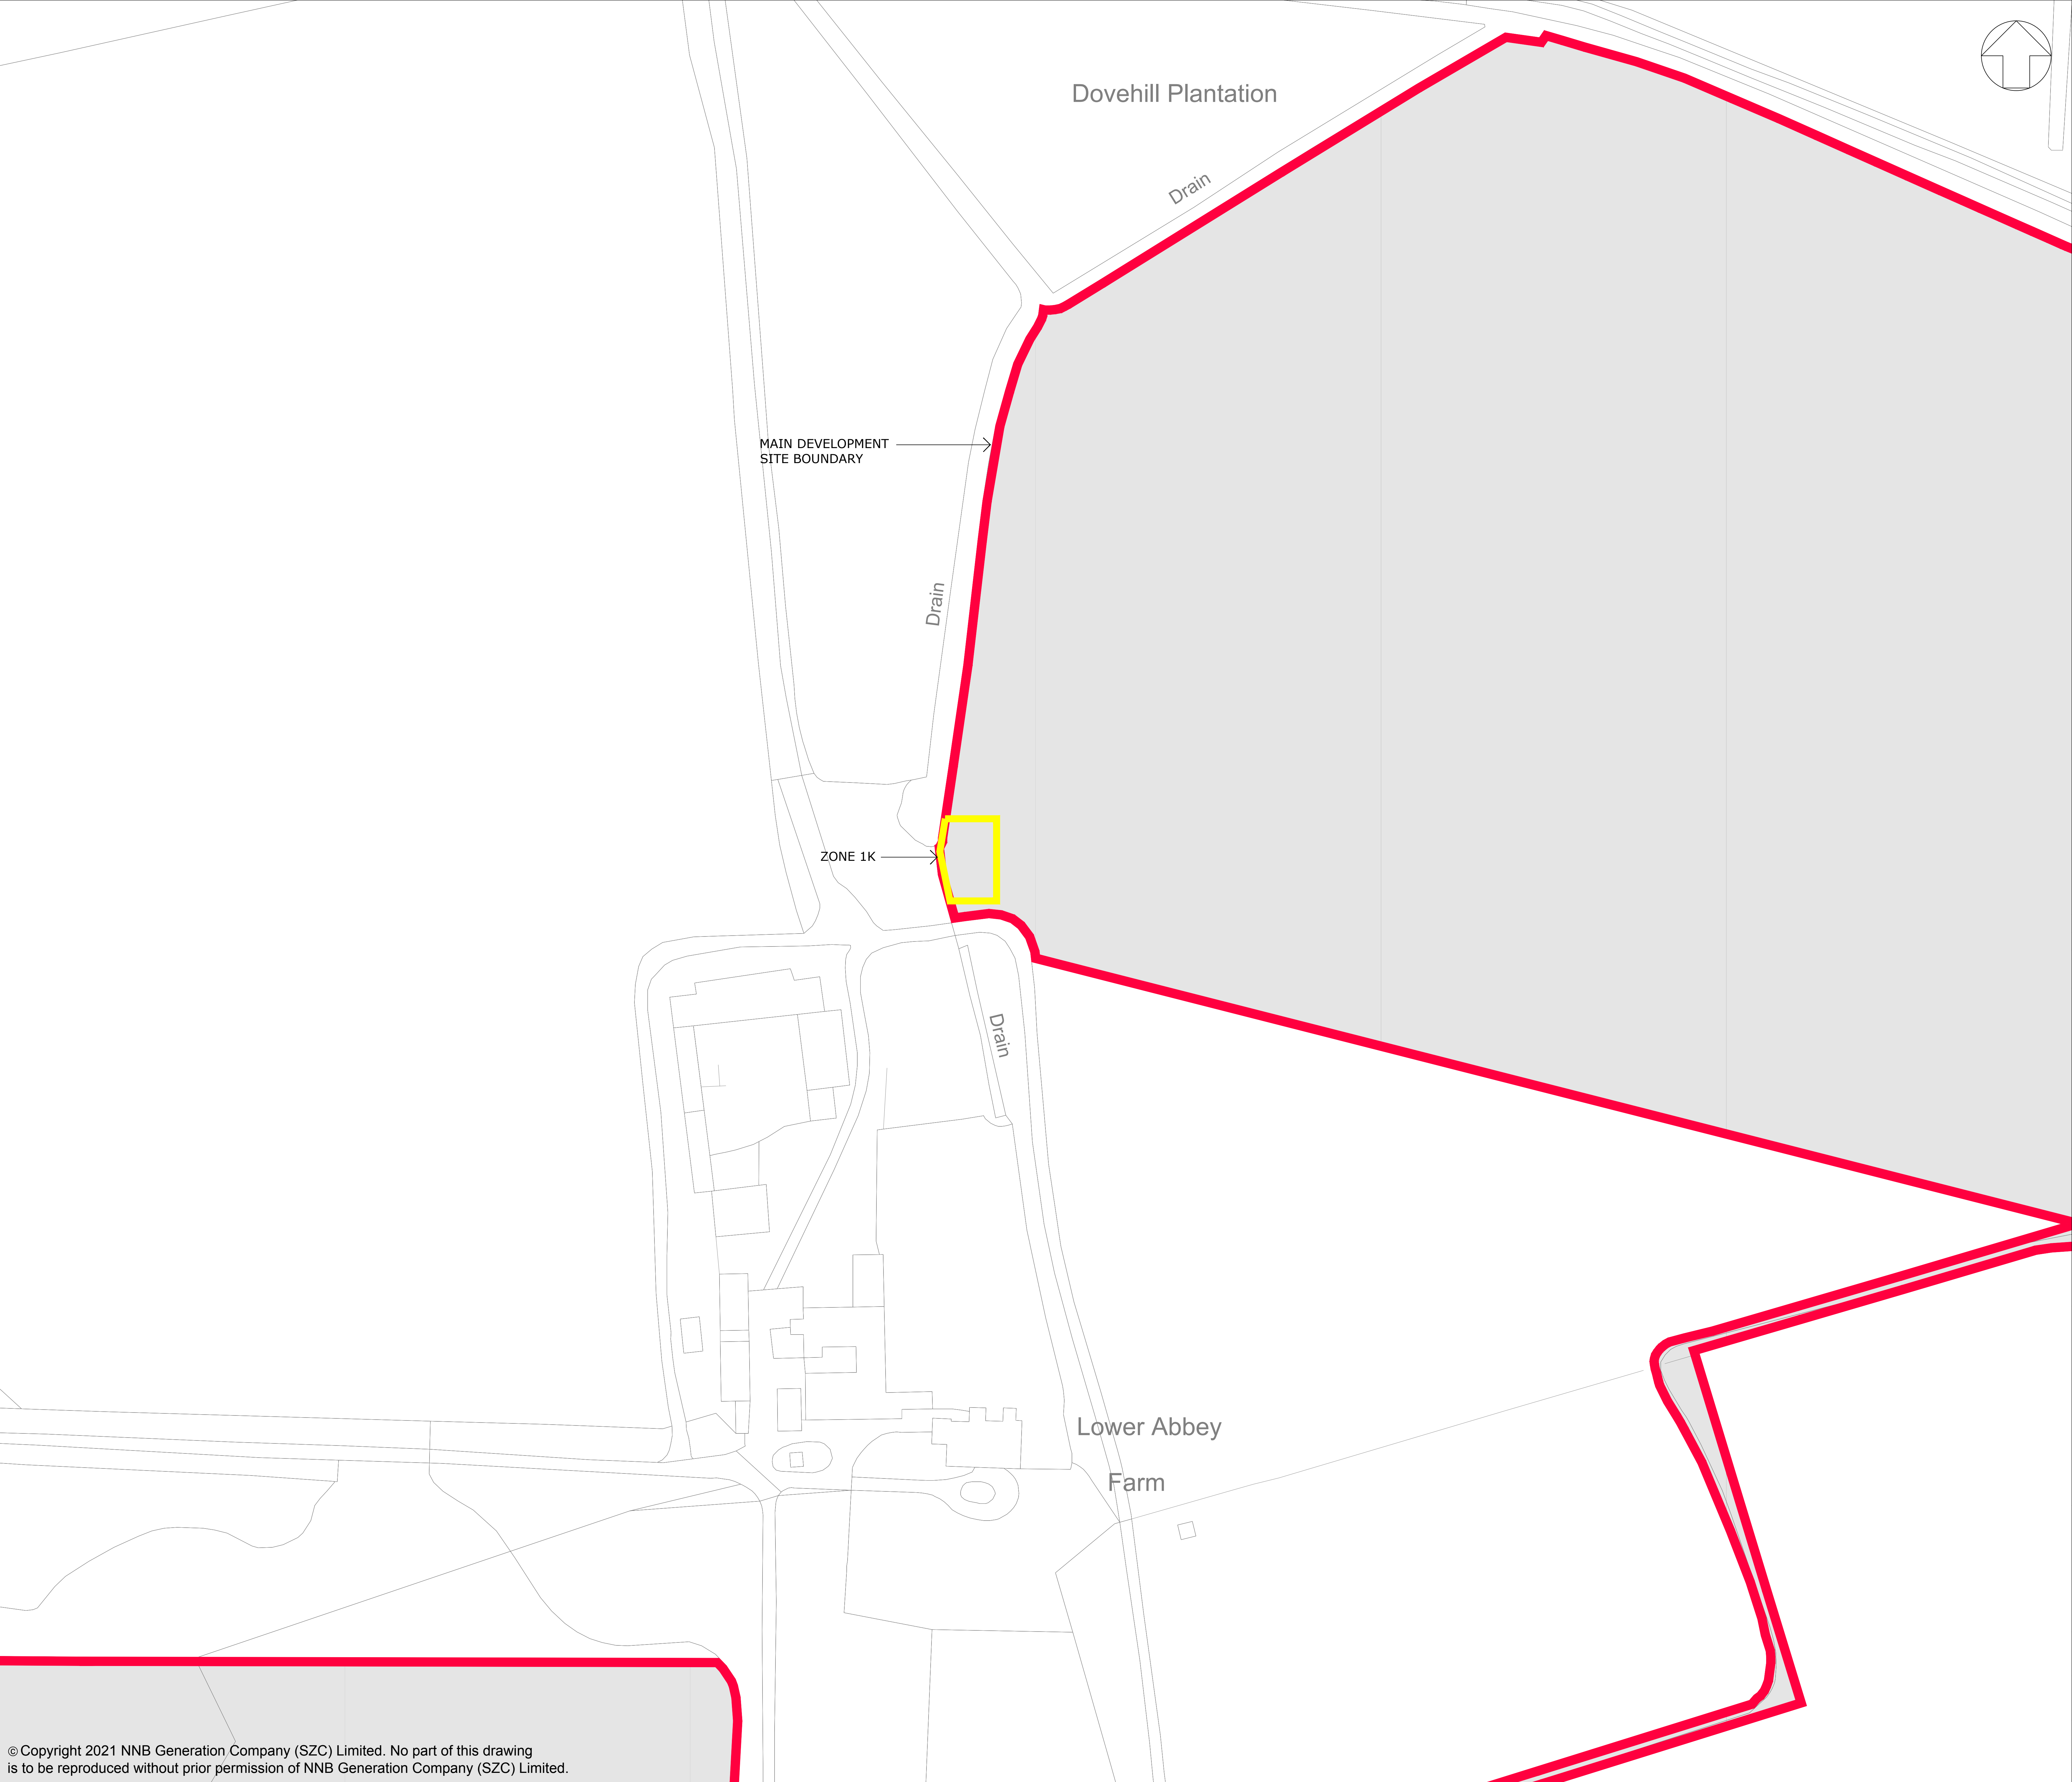 Dovehill Plantation
Drain
MAIN DEVELOPMENT
SITE BOUNDARY
Drain
ZONE 1K
Drain
Lower Abbey
Farm
© Copyright 2021 NNB Generation Company (SZC) Limited. No part of this drawing
is to be reproduced without prior permission of NNB Generation Company (SZC) Limited.